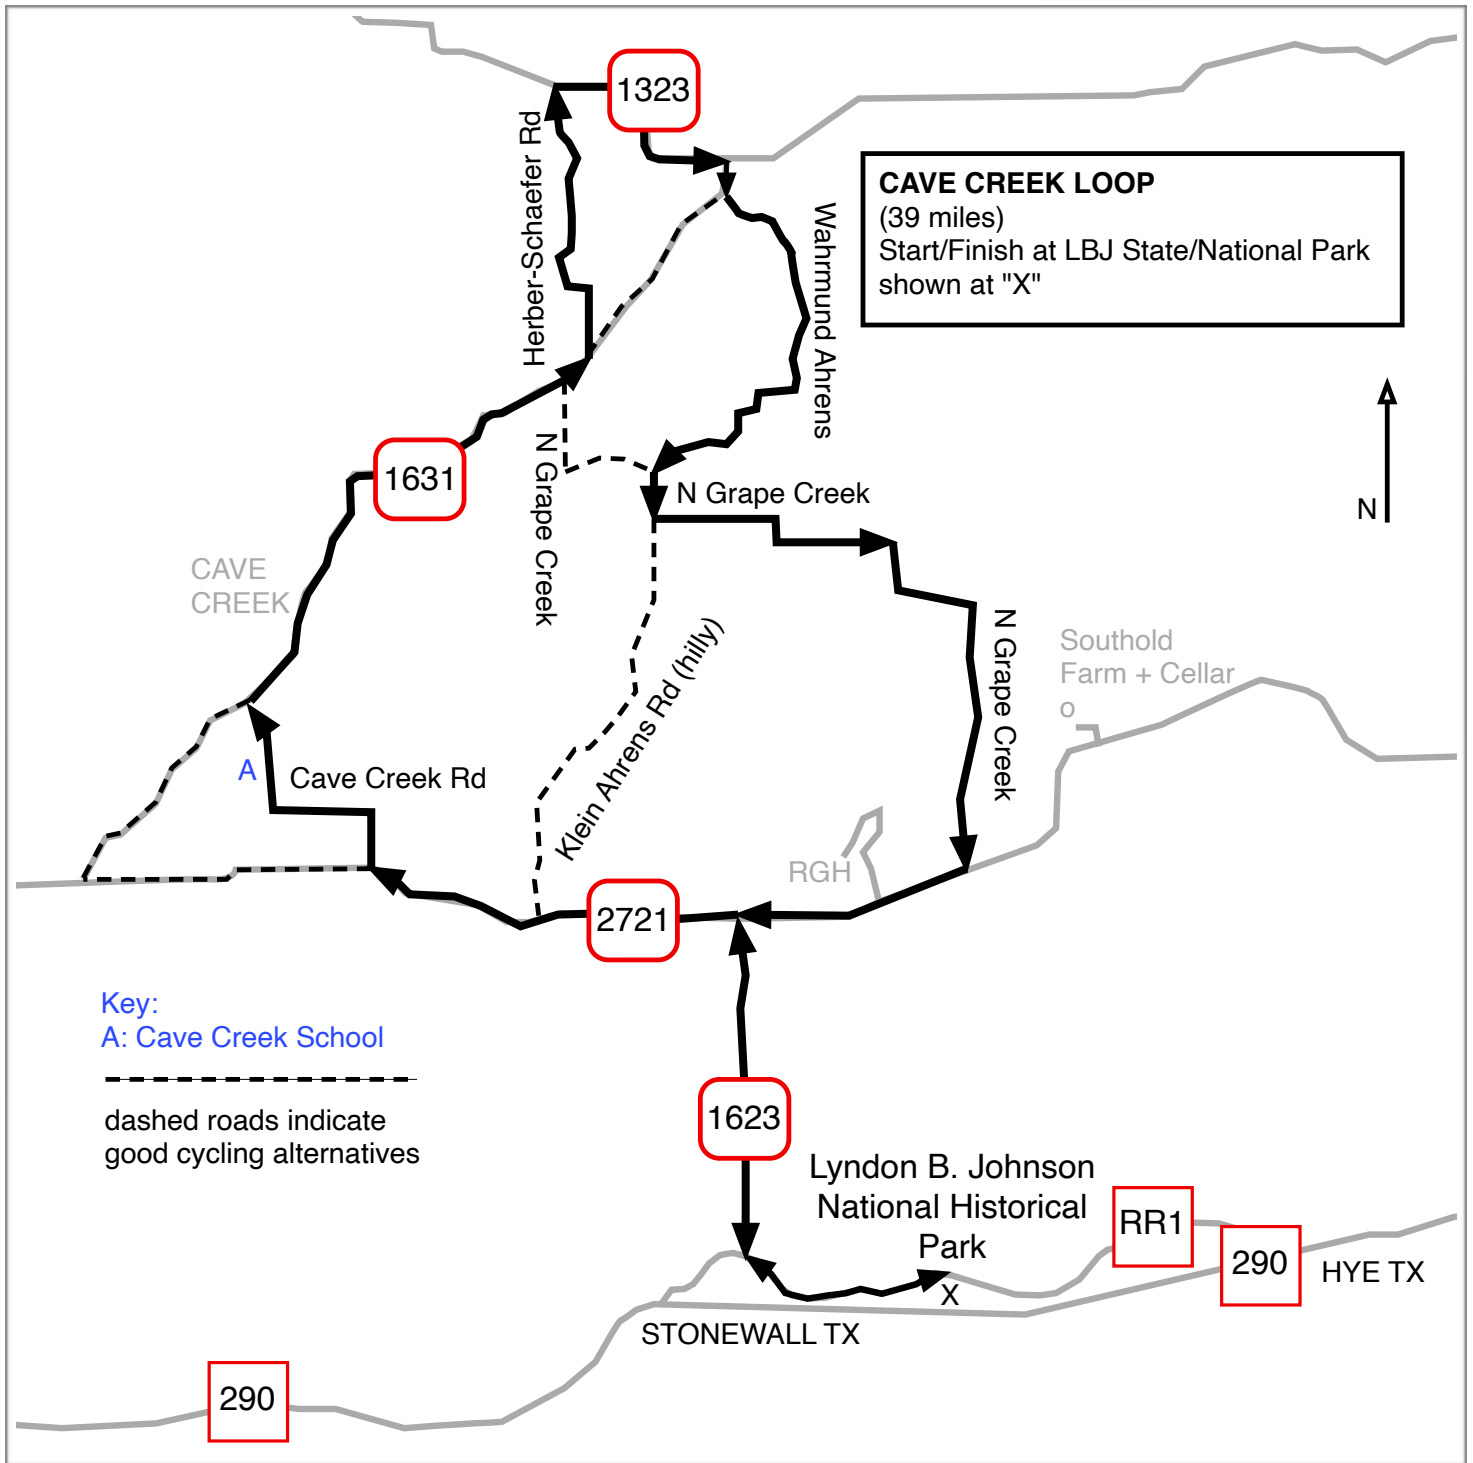 1323
Herber-Schaefer Rd
CAVE CREEK LOOP
(39 miles)
Start/Finish at LBJ State/National Park
shown at "X"
Wahrmund Ahrens
N
1631
N Grape Creek
N Grape Creek
CAVE
CREEK
N Grape Creek
Southold
Farm + Cellar
o
Klein Ahrens Rd (hilly)
A
Cave Creek Rd
RGH
2721
Key:
A: Cave Creek School
dashed roads indicate
good cycling alternatives
1623
Lyndon B. Johnson
National Historical
Park
X
RR1
290
HYE TX
STONEWALL TX
290